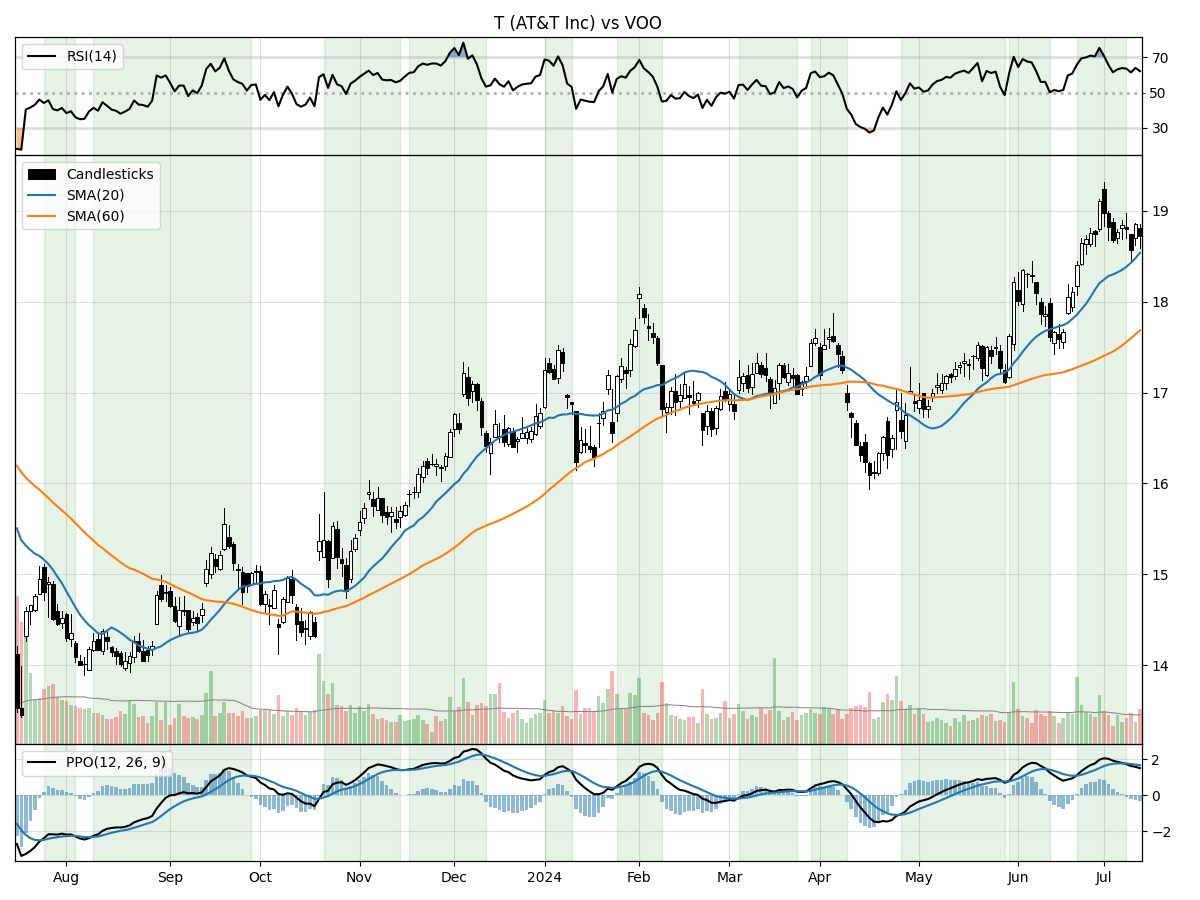 T (AT&T Inc) vs VOO
RSI(14)
70
50
30
Candlesticks
SMA(20)
SMA(60)
19
18
17
16
15
14
PPO(12, 26, 9)
2
0
−2
Aug Sep Oct Nov Dec 2024 Feb Mar Apr May Jun Jul